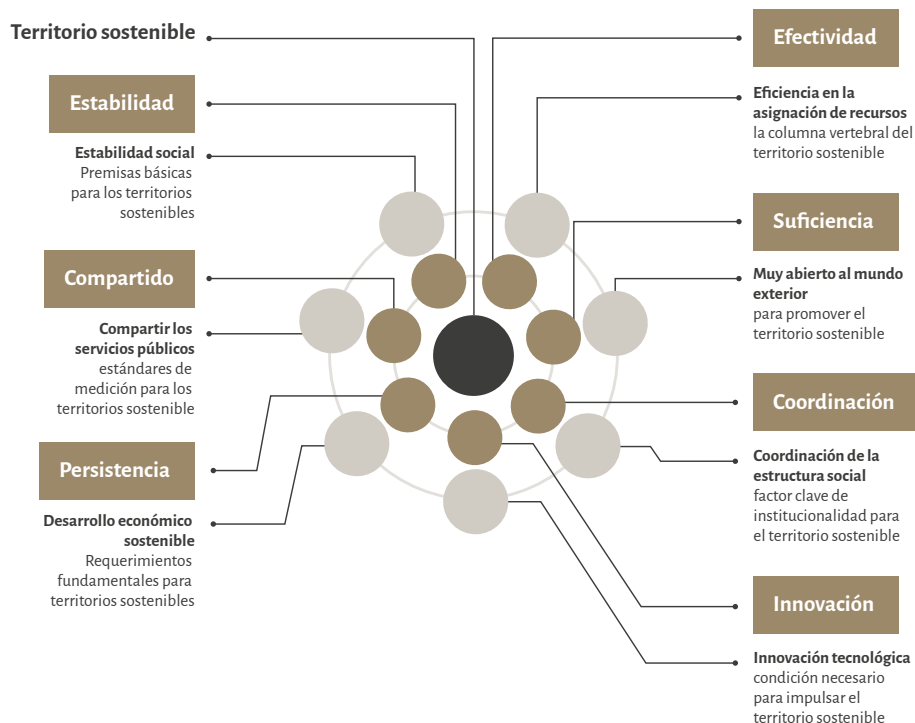 Territorio sostenible
Estabilidad
Estabilidad social
Premisas básicas
para los territorios
sostenibles
Compartido
Compartir los
servicios públicos
estándares de
medición para los
territorios sostenible
Persistencia
Desarrollo económico
sostenible
Requerimientos
fundamentales para
territorios sostenibles
Efectividad
Eficiencia en la
asignación de recursos
la columna vertebral del
territorio sostenible
Suficiencia
Muy abierto al mundo
exterior
para promover el
territorio sostenible
Coordinación
Coordinación de la
estructura social
factor clave de
institucionalidad para
el territorio sostenible
Innovación
Innovación tecnológica
condición necesario
para impulsar el
territorio sostenible